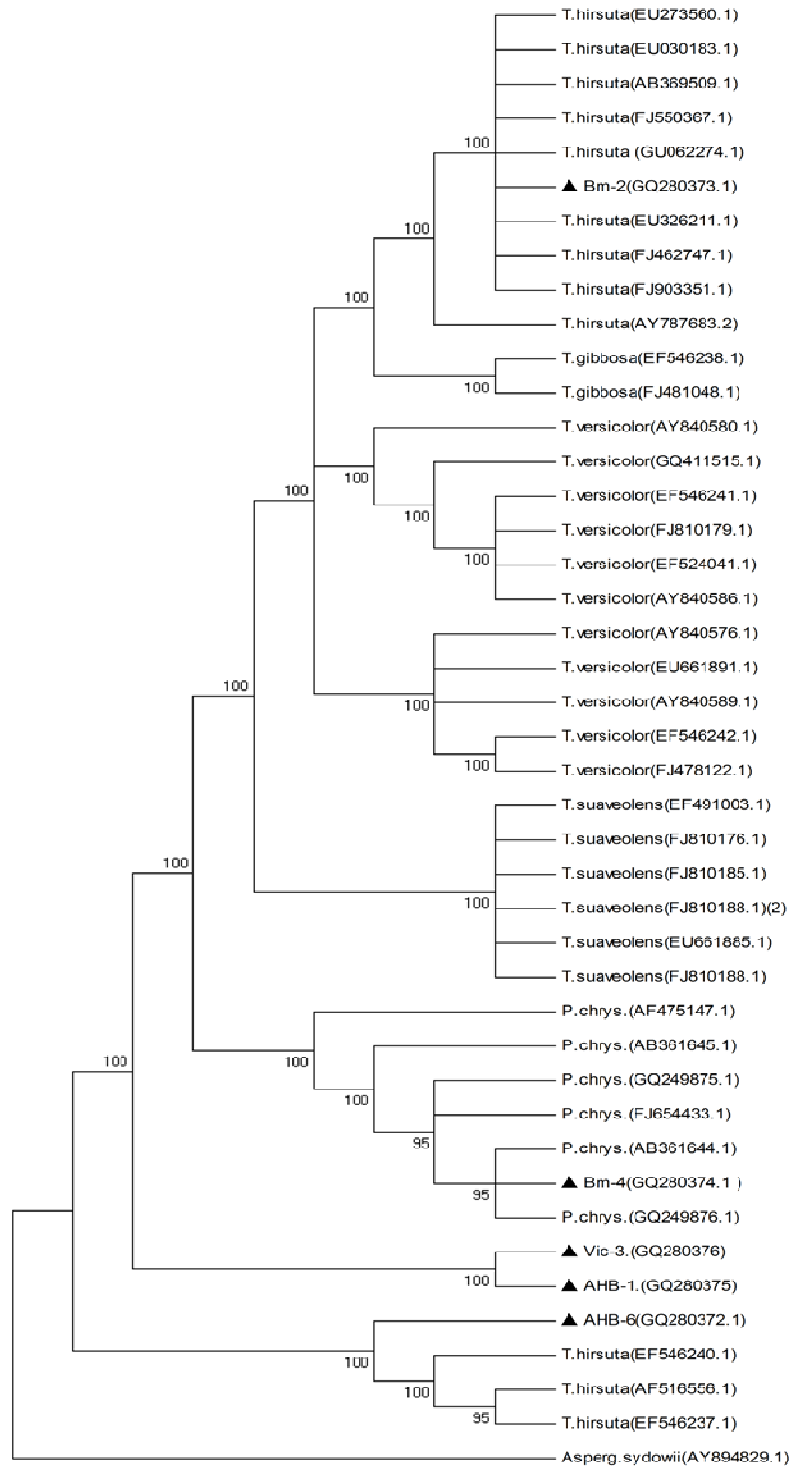 T.hirsuta(EU273560.1)
T.hirsuta(EU030183.1)
T.hirsuta(AB369509.1)
T.hirsuta(FJ550367.1)
100
T.hirsuta (GU062274.1)
▲ Bm-2(GQ280373.1)
T.hirsuta(EU326211.1)
100
T.hirsuta(FJ462747.1)
T.hirsuta(FJ903351.1)
100
T.hirsuta(AY787683.2)
T.gibbosa(EF546238.1)
100
T.gibbosa(FJ481048.1)
T.versicolor(AY840580.1)
T.versicolor(GQ411515.1)
100
100
T.versicolor(EF546241.1)
100
T.versicolor(FJ810179.1)
100
T.versicolor(EF524041.1)
T.versicolor(AY840586.1)
T.versicolor(AY840576.1)
T.versicolor(EU661891.1)
100
T.versicolor(AY840589.1)
100
T.versicolor(EF546242.1)
100
T.versicolor(FJ478122.1)
T.suaveolens(EF491003.1)
T.suaveolens(FJ810176.1)
100
T.suaveolens(FJ810185.1)
100
T.suaveolens(FJ810188.1)(2)
T.suaveolens(EU661885.1)
T.suaveolens(FJ810188.1)
P.chrys.(AF475147.1)
P.chrys.(AB361645.1)
100
100
P.chrys.(GQ249875.1)
100
P.chrys.(FJ654433.1)
95
P.chrys.(AB361644.1)
▲ Bm-4(GQ280374.1 )
95
P.chrys.(GQ249876.1)
▲ Vic-3.(GQ280376)
100
▲ AHB-1.(GQ280375)
▲ AHB-6(GQ280372.1)
100
T.hirsuta(EF546240.1)
100
T.hirsuta(AF516556.1)
95
T.hirsuta(EF546237.1)
Asperg.sydowii(AY894829.1)